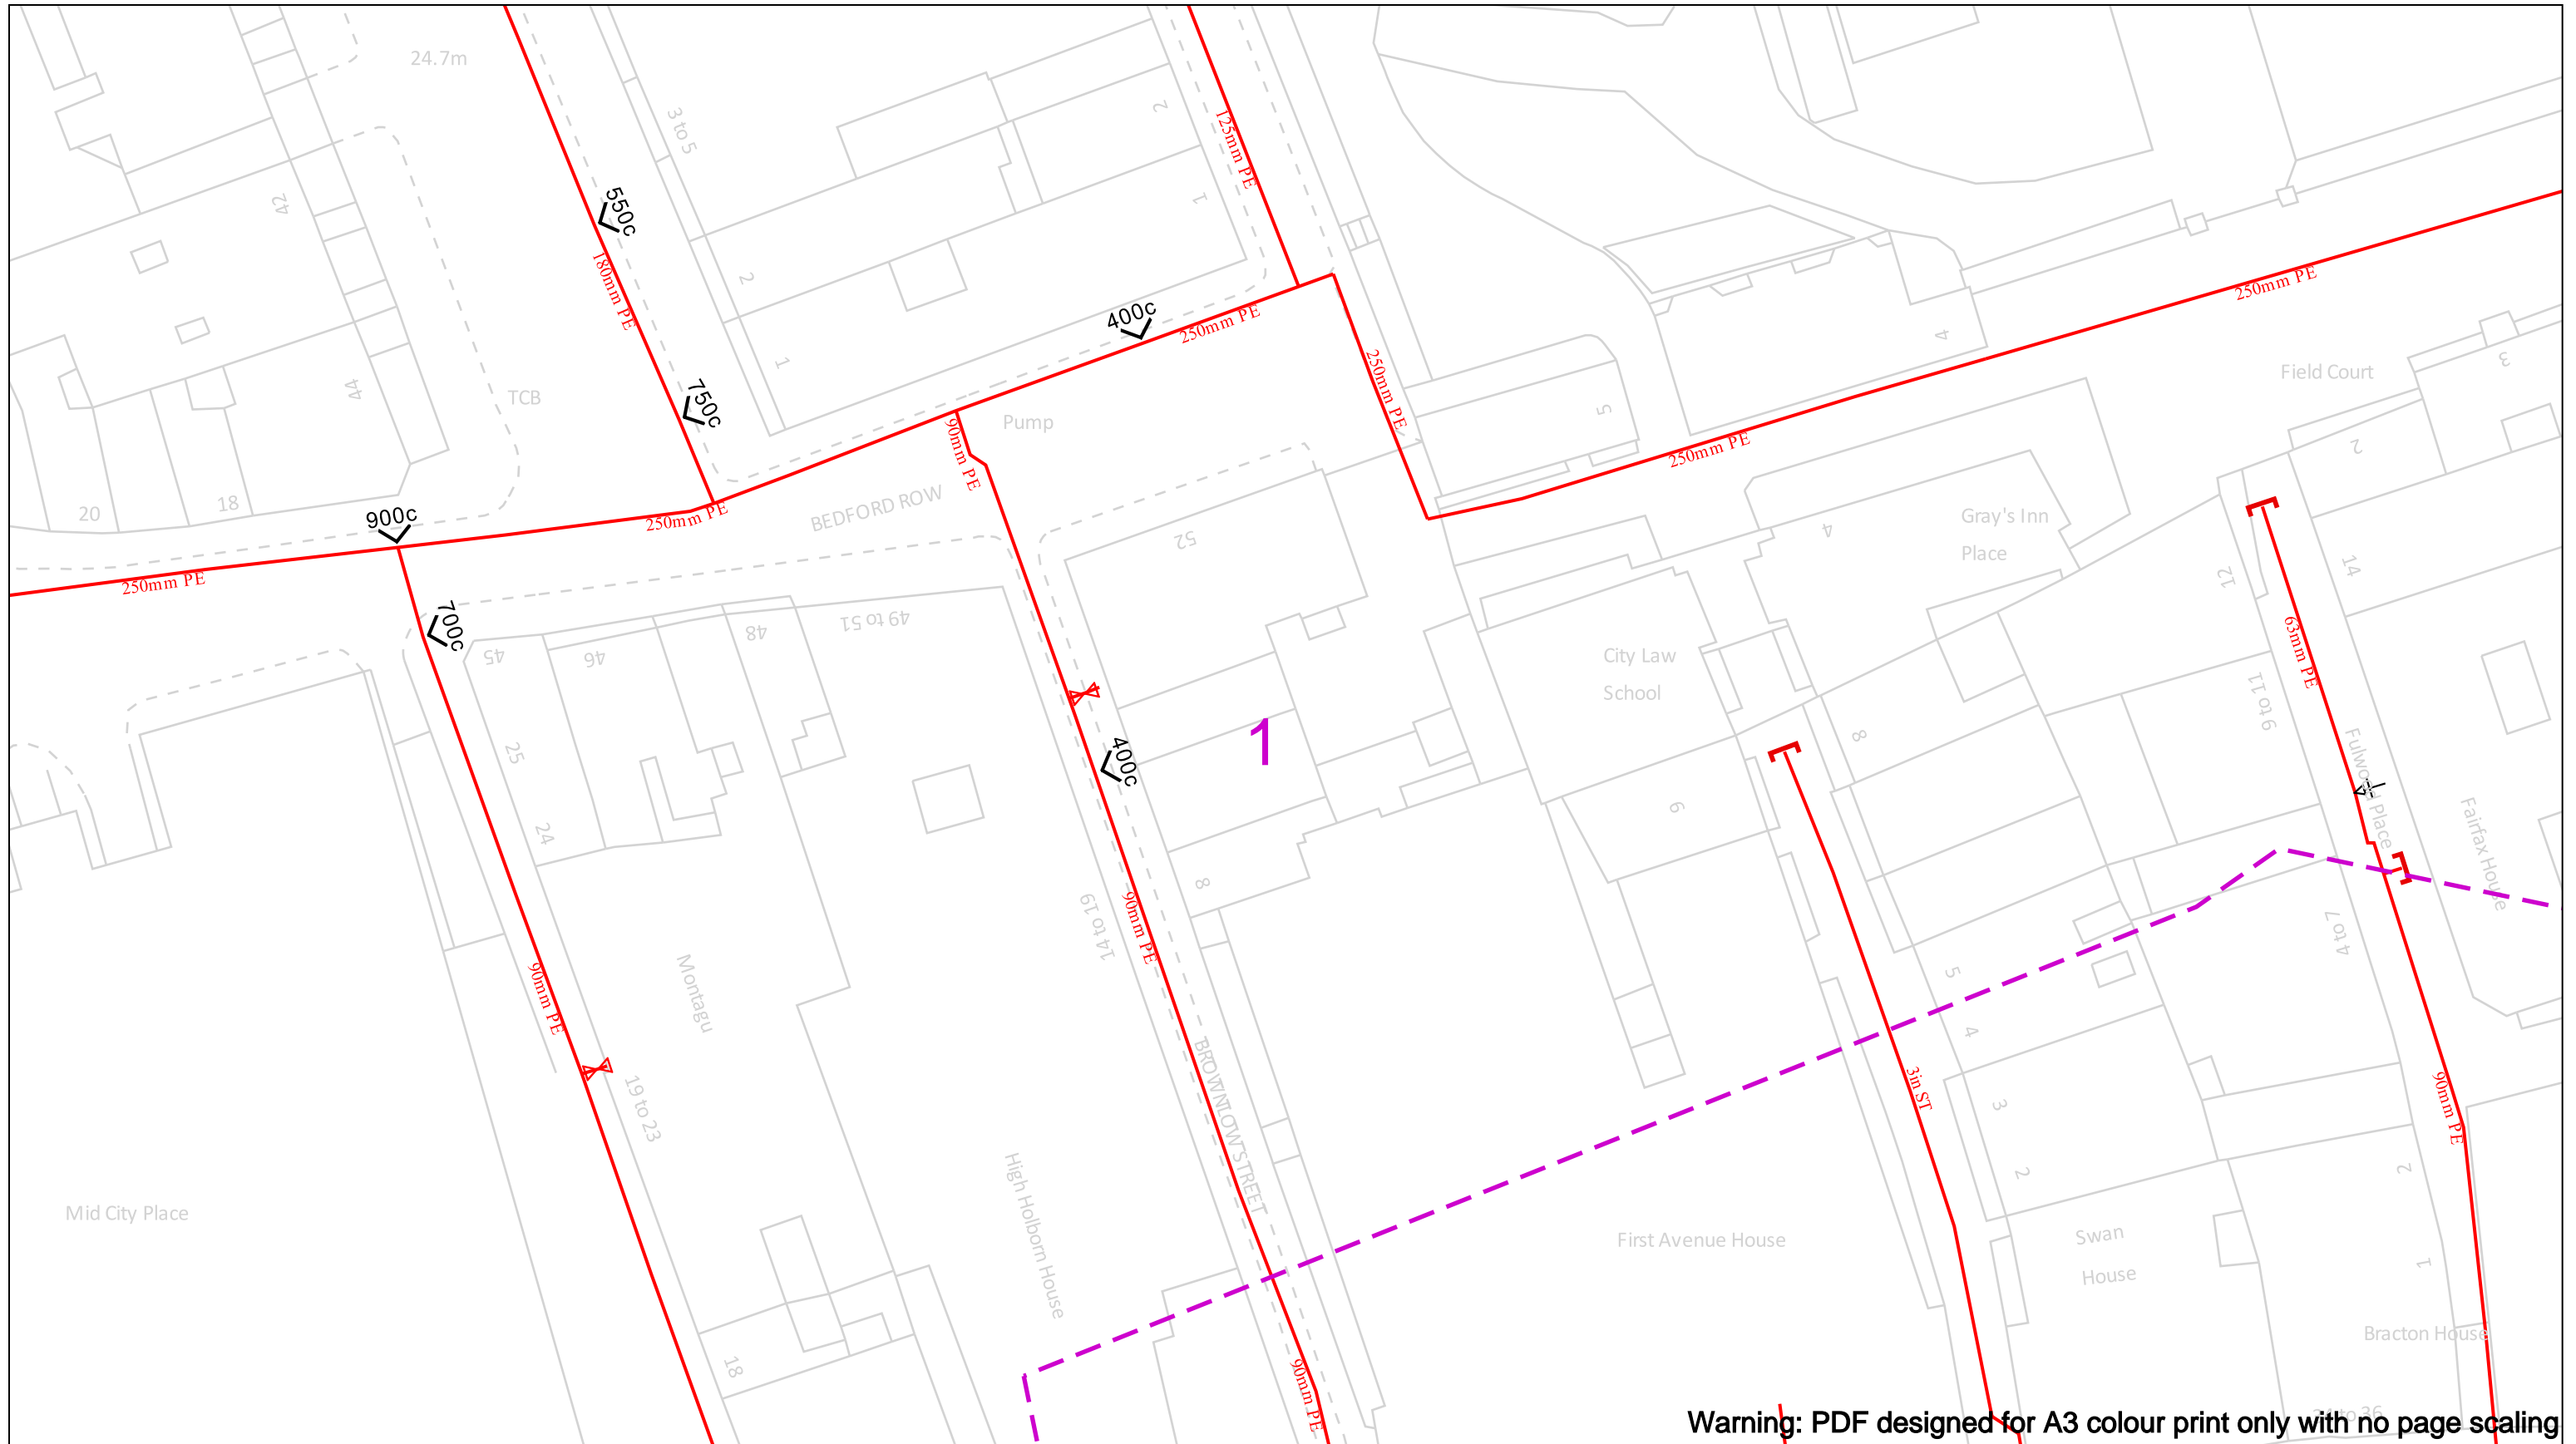 24.7m
3 to 5
2
1
125mm PE
42
550c
180mm PE
2
1
400c
250mm PE
250mm PE
44
TCB
750c
Pump
90mm PE
250mm PE
5
4
250mm PE
Field Court
3
2
20
18
900c
250mm PE
250mm PE
BEDFORD ROW
52
4
Gray's Inn
Place
12
14
63mm PE
700c
45
46
48
49 to 51
City Law
School
9 to 11
25
24
1
400c
8
6
Fulwood Place
Fairfax House
8
14 to 19
90mm PE
4 to 7
90mm PE
Montagu
5
4
3
2
19 to 23
BROWNLOW STREET
3in ST
90mm PE
2
1
Mid City Place
High Holborn House
First Avenue House
Swan
House
Bracton House
18
90mm PE
Warning: PDF designed for A3 colour print only with no page scaling